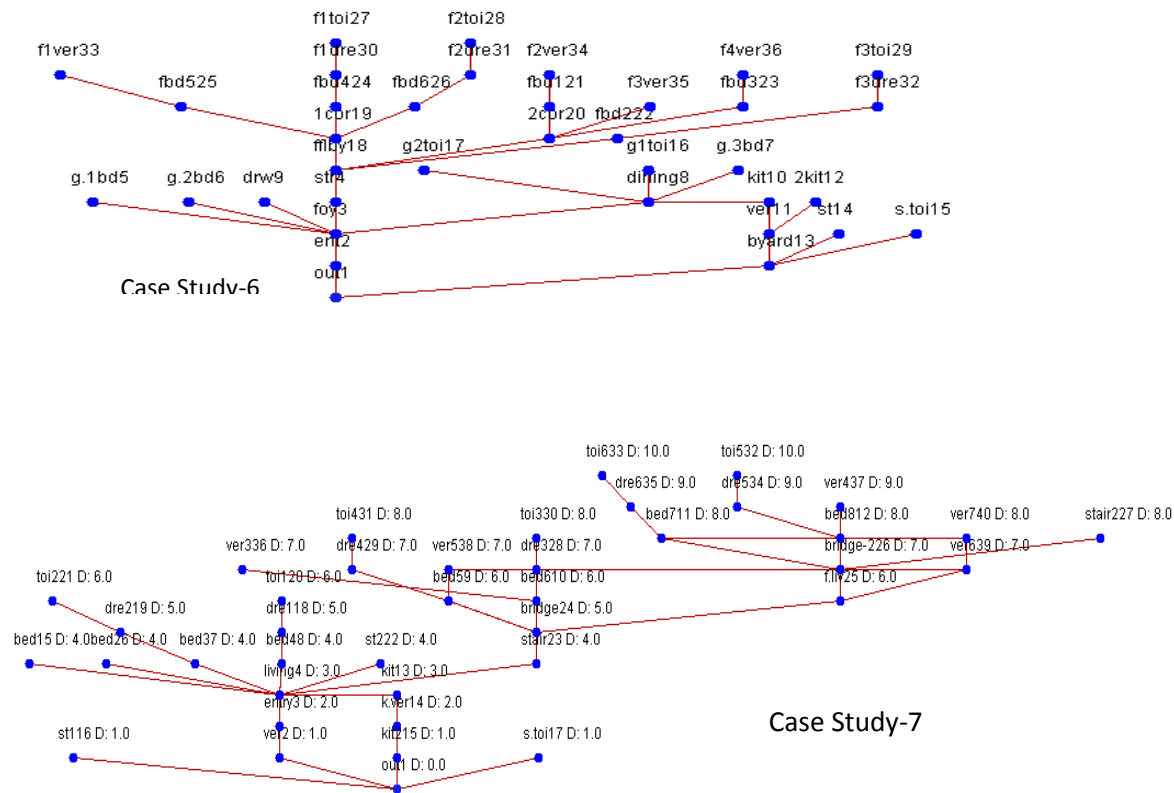 f1toi27 f2toi28
f1ver33 f1dre30 f2dre31 f2ver34 f4ver36 f3toi29
fbd525 fbd424 fbd626 fbd121 f3ver35 fbd323 f3dre32
1cor19 2cor20 fbd222
fflby18 g2toi17 g1toi16 g.3bd7
g.1bd5 g.2bd6 drw9 str4 dining8 kit10 2kit12
foy3 ver11 st14 s.toi15
ent2 byard13
out1
Case Study-6
toi633 D: 10.0 toi532 D: 10.0
dre635 D: 9.0 dre534 D: 9.0 ver437 D: 9.0
toi431 D: 8.0 toi330 D: 8.0 bed711 D: 8.0 bed812 D: 8.0 ver740 D: 8.0 stair227 D: 8.0
ver336 D: 7.0 dre429 D: 7.0 ver538 D: 7.0 dre328 D: 7.0 bridge-226 D: 7.0 ver639 D: 7.0
toi221 D: 6.0 toi120 D: 6.0 bed59 D: 6.0 bed610 D: 6.0 f.liv25 D: 6.0
dre219 D: 5.0 dre118 D: 5.0 bridge24 D: 5.0
bed15 D: 4.0 bed26 D: 4.0 bed37 D: 4.0 bed48 D: 4.0 st222 D: 4.0 stair23 D: 4.0
living4 D: 3.0 kit13 D: 3.0
entry3 D: 2.0 k.ver14 D: 2.0
st116 D: 1.0 ver2 D: 1.0 kit215 D: 1.0 s.toi17 D: 1.0
out1 D: 0.0
Case Study-7